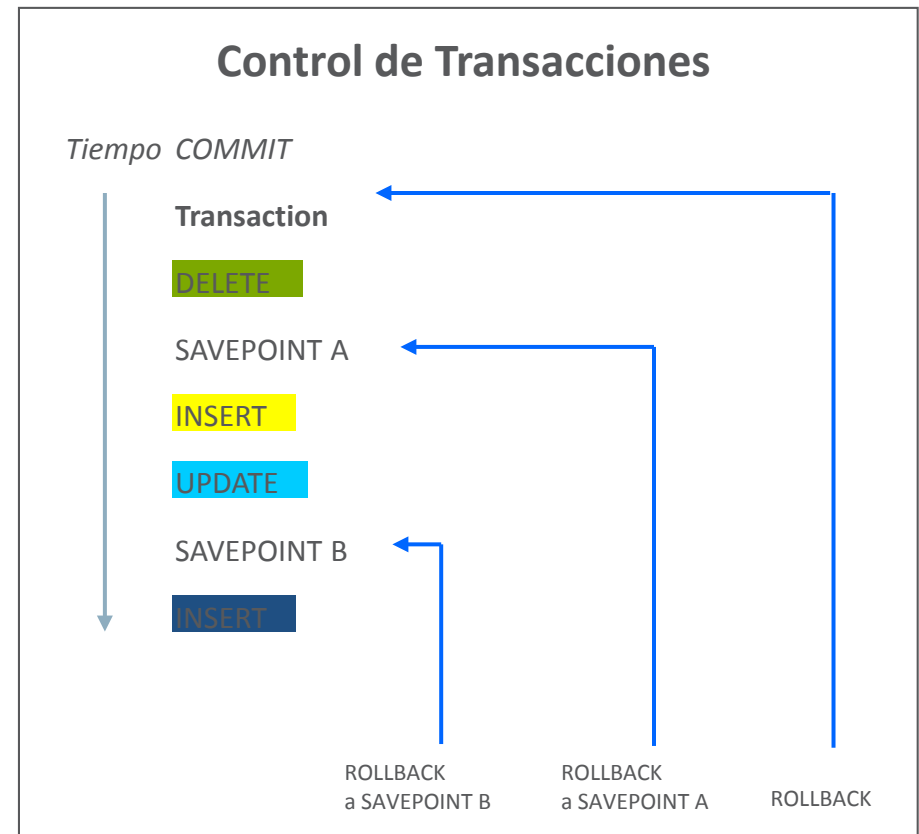 Control de Transacciones
Tiempo COMMIT
Transaction
DELETE
SAVEPOINT A
INSERT
UPDATE
SAVEPOINT B
INSERT
ROLLBACK
a SAVEPOINT B
ROLLBACK
a SAVEPOINT A
ROLLBACK